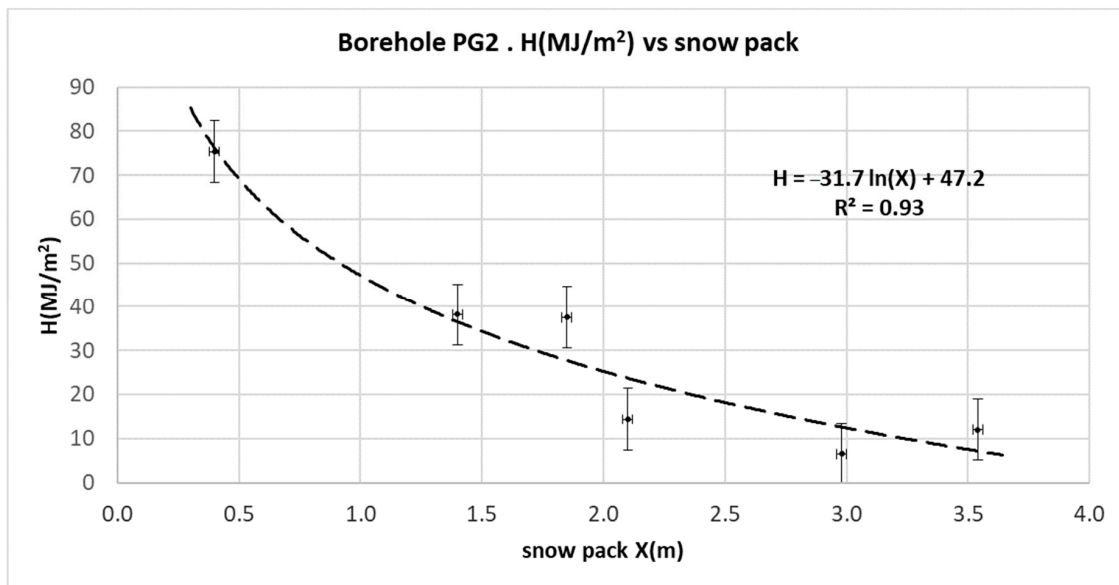 Borehole PG2 . H(MJ/m²) vs snow pack
90
80
70
60
50
40
30
20
10
0
H(MJ/m²)
H = −31.7 ln(X) + 47.2
R² = 0.93
0.0 0.5 1.0 1.5 2.0 2.5 3.0 3.5 4.0
snow pack X(m)